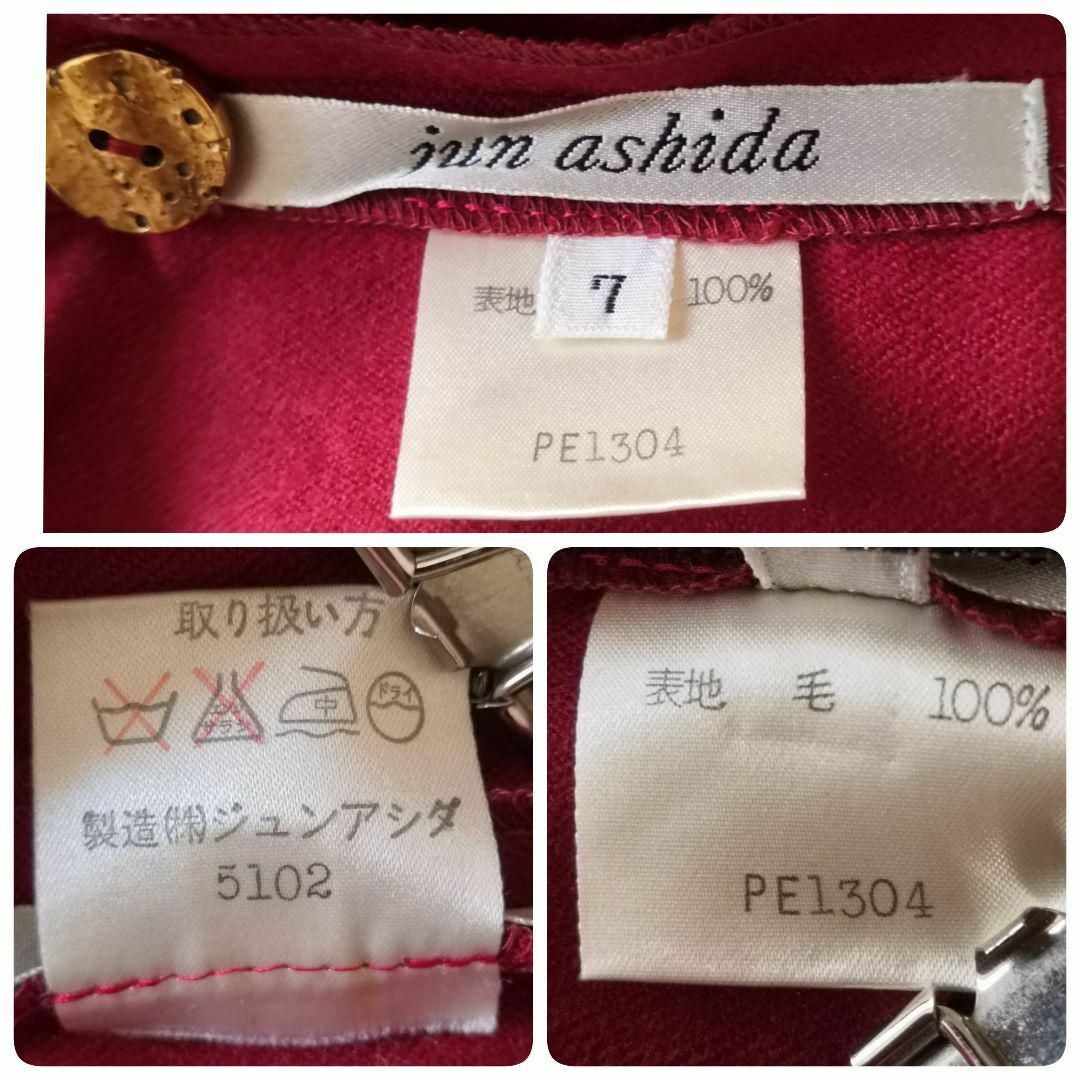 jun ashida
表地 7 100%
PE1304
取り扱い方
中 ドライ
製造(株)ジュンアシダ
5102
表地 毛 100%
PE1304